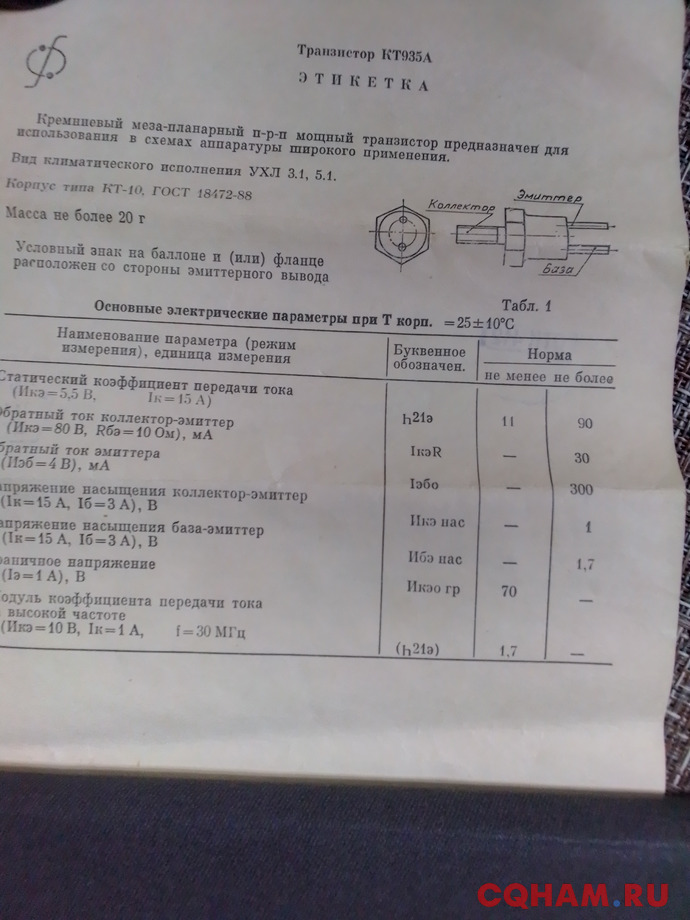 Транзистор КТ935А
ЭТИКЕТКА
Кремниевый меза-планарный п-р-п мощный транзистор предназначен для
использования в схемах аппаратуры широкого применения.
Вид климатического исполнения УХЛ 3.1, 5.1.
Корпус типа КТ-10, ГОСТ 18472-88
Масса не более 20 г
Условный знак на баллоне и (или) фланце
расположен со стороны эмиттерного вывода
Коллектор
Эмиттер
База
Табл. 1
Основные электрические параметры при Т корп. =25±10°С
Наименование параметра (режим
измерения), единица измерения
Буквенное
обозначен.
Норма
не менее не более
Статический коэффициент передачи тока
(Икэ=5,5 В, Iк=15 А)
h21э 11 90
братный ток коллектор-эмиттер
(Икэ=80 В, Rбэ=10 Ом), мА
IкэR — 30
братный ток эмиттера
(Иэб=4 В), мА
Iэбо — 300
апряжение насыщения коллектор-эмиттер
(Iк=15 А, Iб=3 А), В
Икэ нас — 1
апряжение насыщения база-эмиттер
(Iк=15 А, Iб=3 А), В
Ибэ нас — 1,7
раничное напряжение
(Iэ=1 А), В
Икэо гр 70 —
одуль коэффициента передачи тока
высокой частоте
(Икэ=10 В, Iк=1 А, f=30 МГц
(h21э) 1,7 —
CQHAM.RU